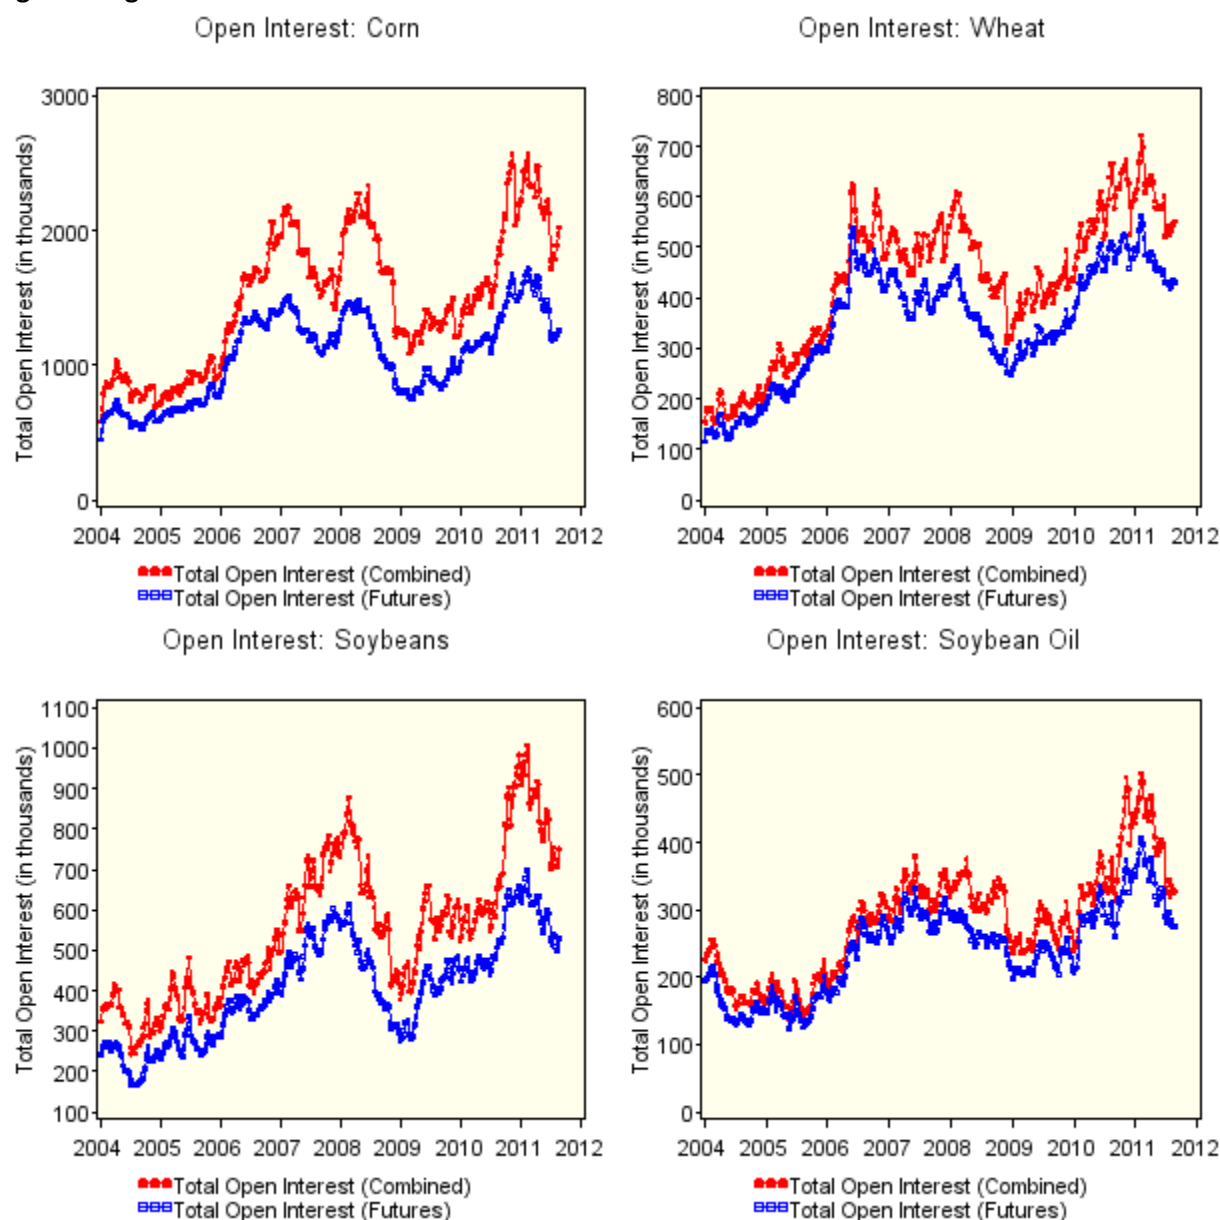 Open Interest: Corn
Total Open Interest (in thousands)
3000
2000
1000
0
2004 2005 2006 2007 2008 2009 2010 2011 2012
Total Open Interest (Combined)
Total Open Interest (Futures)
Open Interest: Wheat
Total Open Interest (in thousands)
800
700
600
500
400
300
200
100
0
2004 2005 2006 2007 2008 2009 2010 2011 2012
Total Open Interest (Combined)
Total Open Interest (Futures)
Open Interest: Soybeans
Total Open Interest (in thousands)
1100
1000
900
800
700
600
500
400
300
200
100
2004 2005 2006 2007 2008 2009 2010 2011 2012
Total Open Interest (Combined)
Total Open Interest (Futures)
Open Interest: Soybean Oil
Total Open Interest (in thousands)
600
500
400
300
200
100
0
2004 2005 2006 2007 2008 2009 2010 2011 2012
Total Open Interest (Combined)
Total Open Interest (Futures)